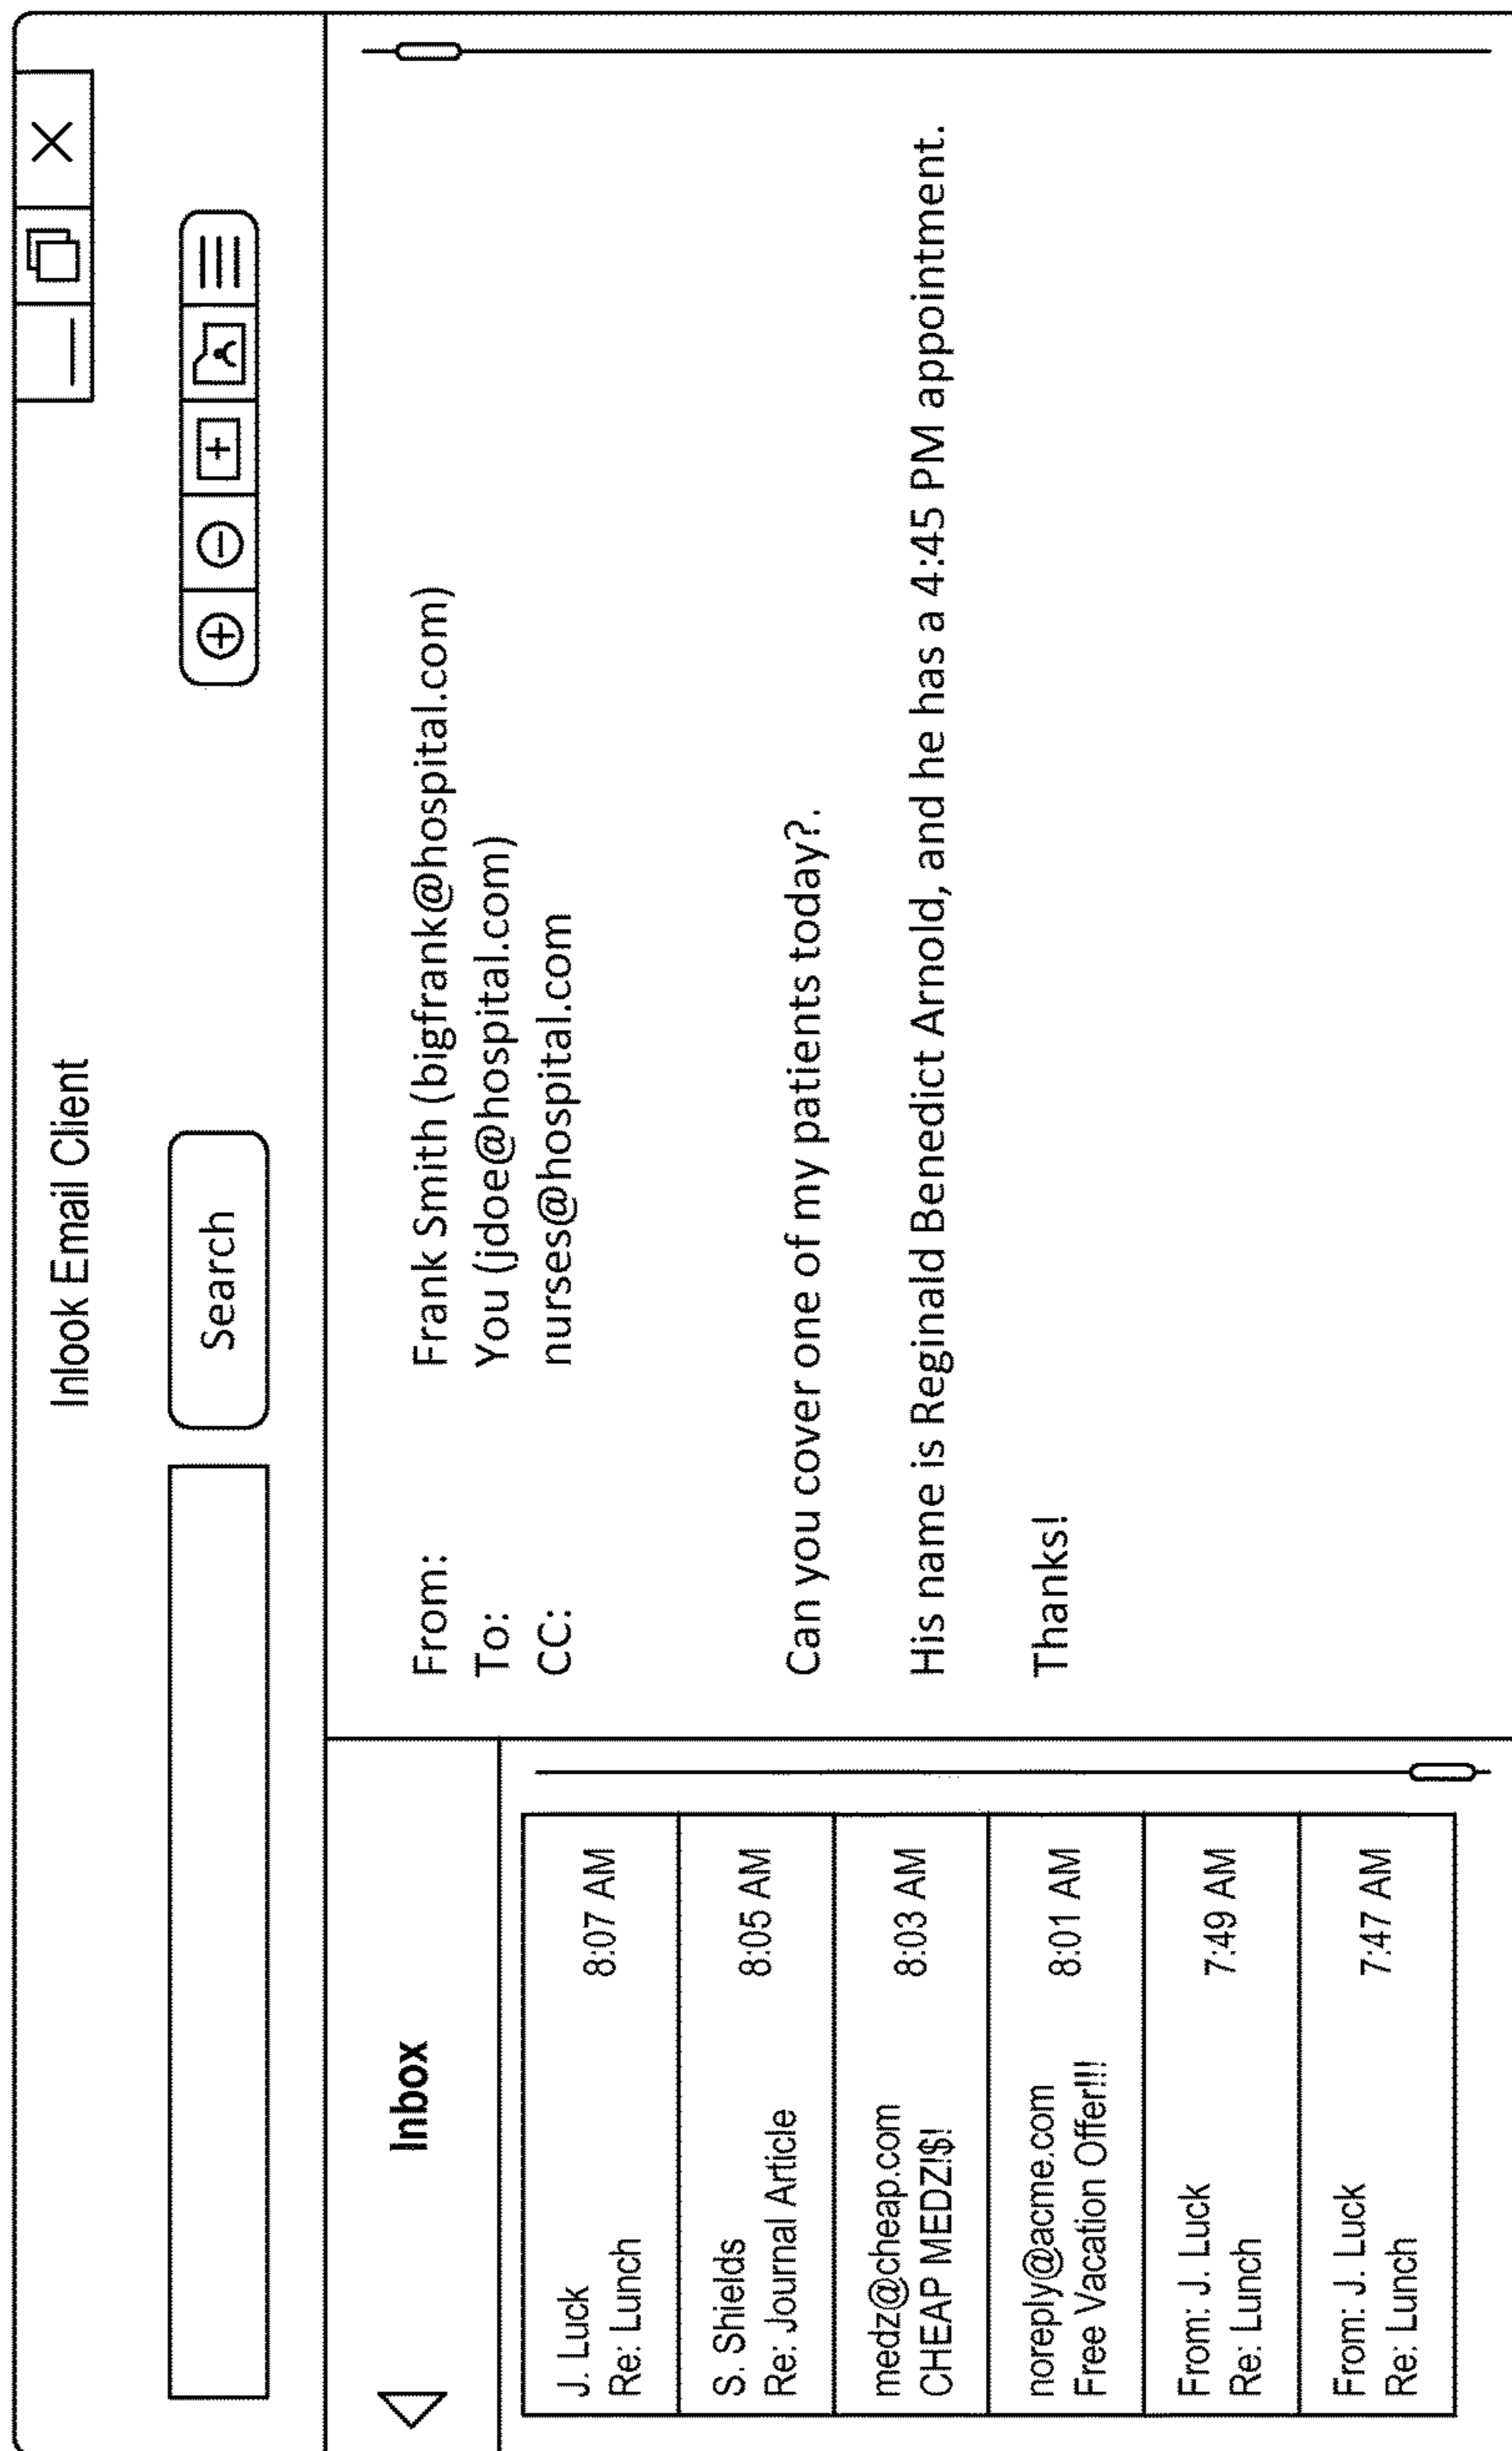 Inlook Email Client
Search
Inbox
J. Luck
Re: Lunch 8:07 AM
S. Shields
Re: Journal Article 8:05 AM
medz@cheap.com
CHEAP MEDZ!$! 8:03 AM
noreply@acme.com
Free Vacation Offer!!! 8:01 AM
From: J. Luck
Re: Lunch 7:49 AM
From: J. Luck
Re: Lunch 7:47 AM
From: Frank Smith (bigfrank@hospital.com)
To: You (jdoe@hospital.com)
CC: nurses@hospital.com
Can you cover one of my patients today?.
His name is Reginald Benedict Arnold, and he has a 4:45 PM appointment.
Thanks!